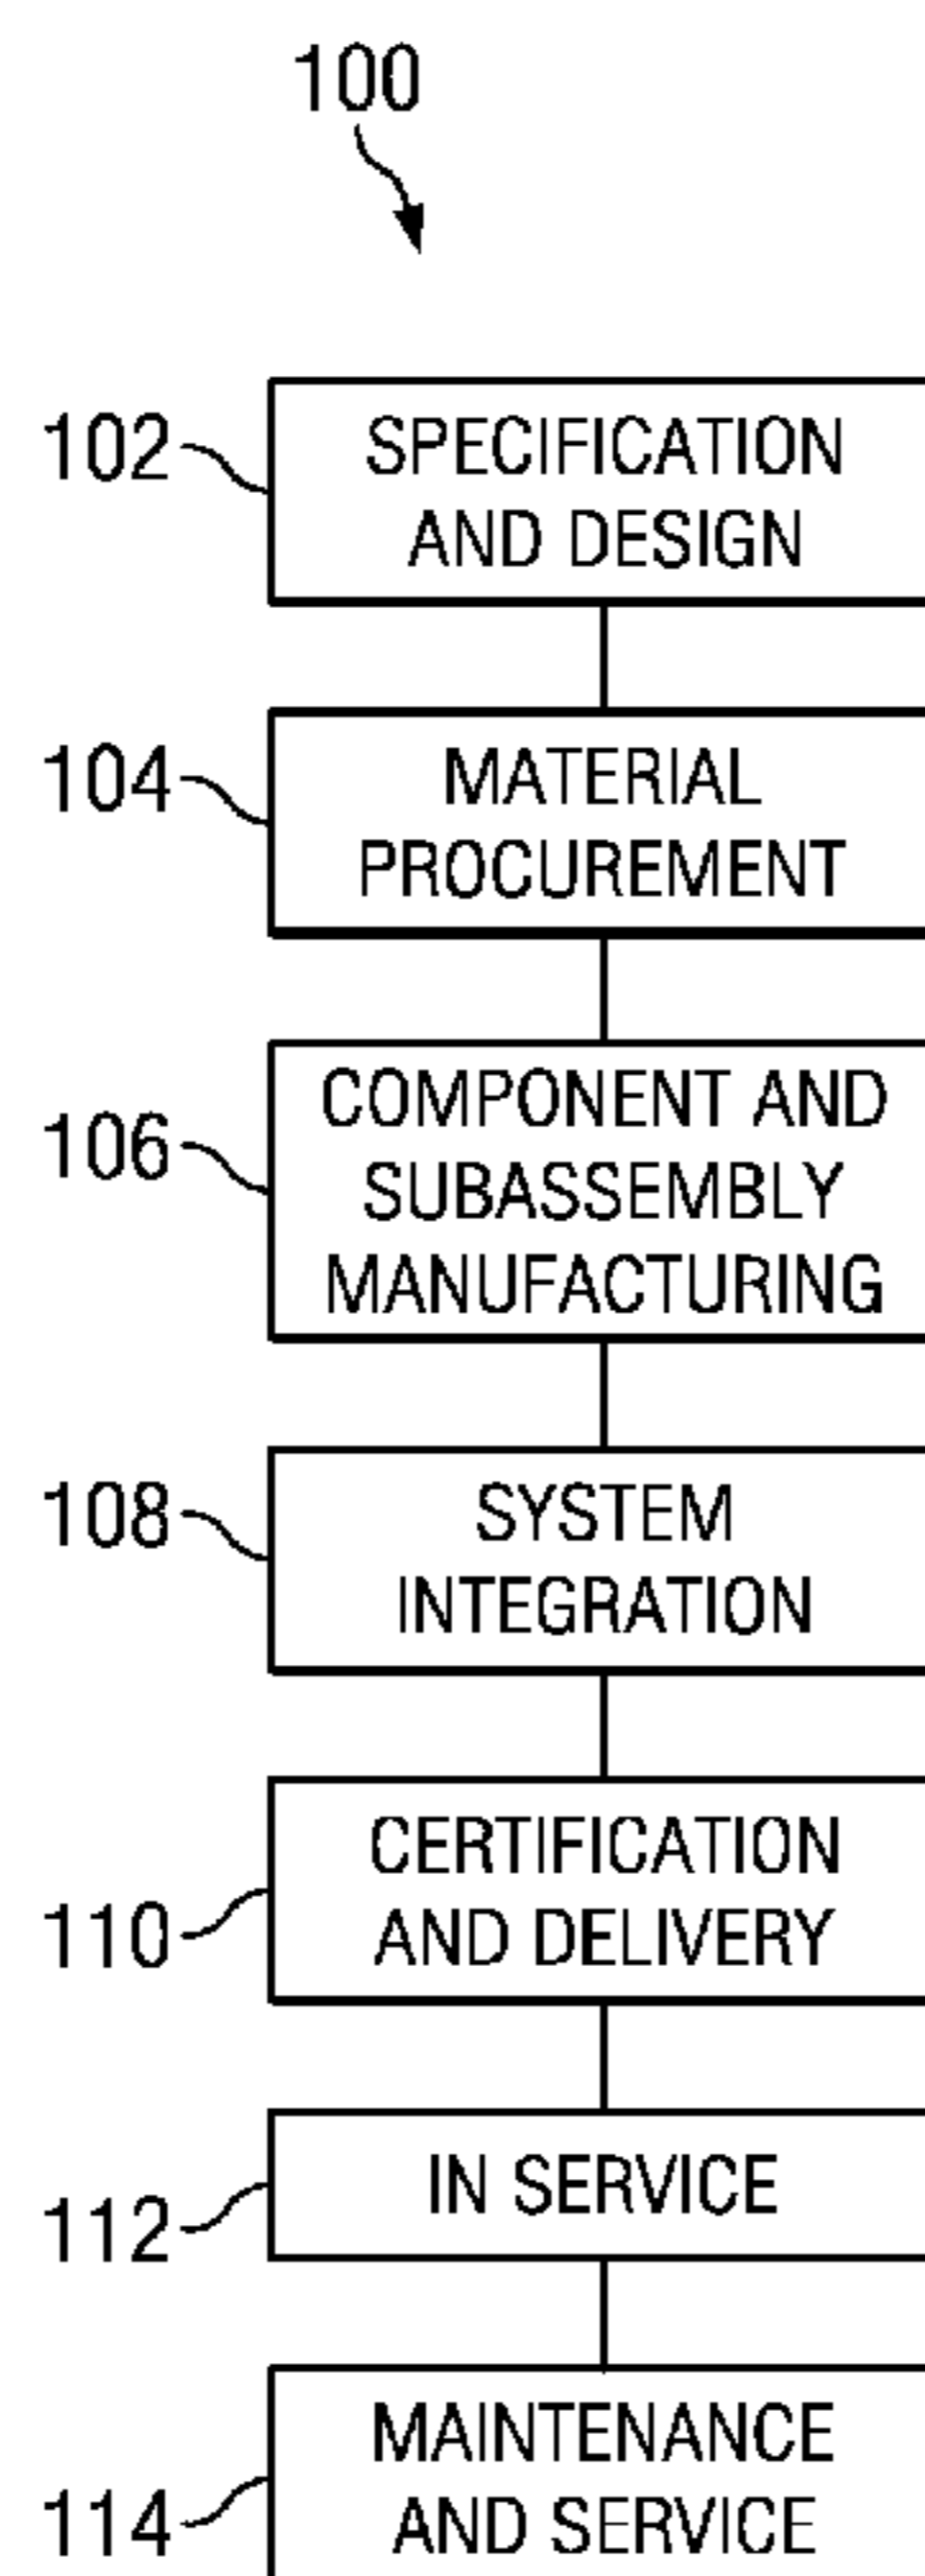 100
102
SPECIFICATION
AND DESIGN
104
MATERIAL
PROCUREMENT
106
COMPONENT AND
SUBASSEMBLY
MANUFACTURING
108
SYSTEM
INTEGRATION
110
CERTIFICATION
AND DELIVERY
112
IN SERVICE
114
MAINTENANCE
AND SERVICE